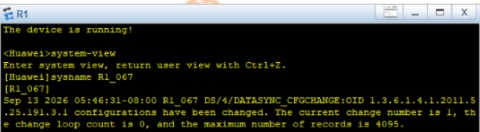 R1
The device is running!
<Huawei>system-view
Enter system view, return user view with Ctrl+Z.
[Huawei]sysname R1_067
[R1_067]
Sep 13 2026 05:46:31-08:00 R1_067 DS/4/DATASYNC_CFGCHANGE:OID 1.3.6.1.4.1.2011.5
.25.191.3.1 configurations have been changed. The current change number is 1, th
e change loop count is 0, and the maximum number of records is 4095.